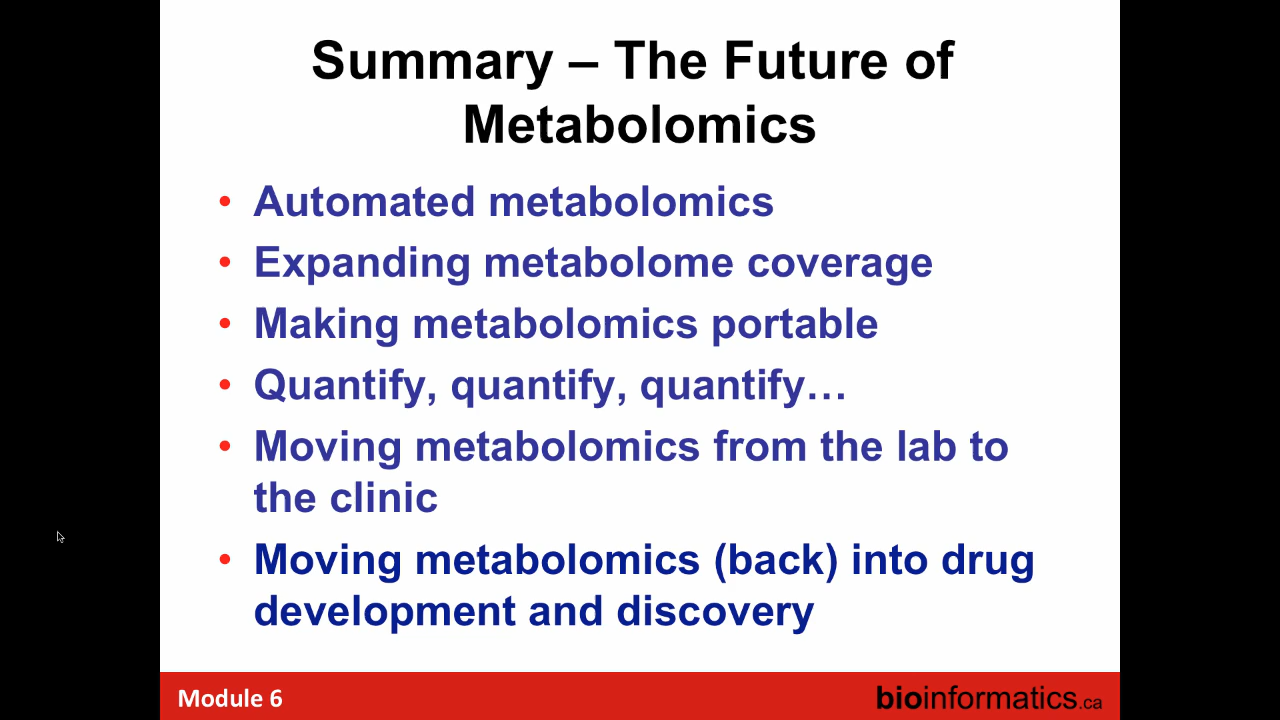 Summary – The Future of
Metabolomics
• Automated metabolomics
• Expanding metabolome coverage
• Making metabolomics portable
• Quantify, quantify, quantify…
• Moving metabolomics from the lab to
the clinic
• Moving metabolomics (back) into drug
development and discovery
Module 6
bioinformatics.ca